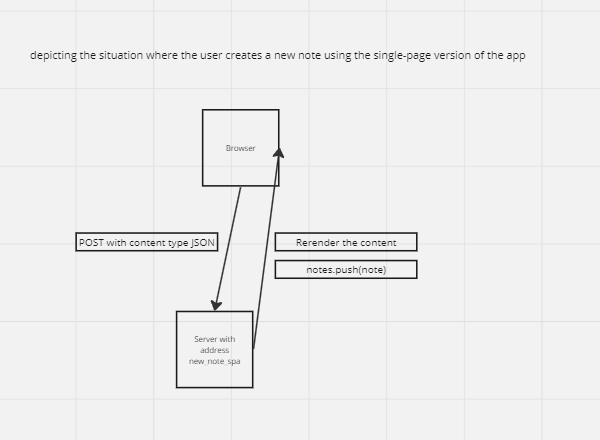 depicting the situation where the user creates a new note using the single-page version of the app
Browser
POST with content type JSON
Rerender the content
notes.push(note)
Server with
address
new_note_spa